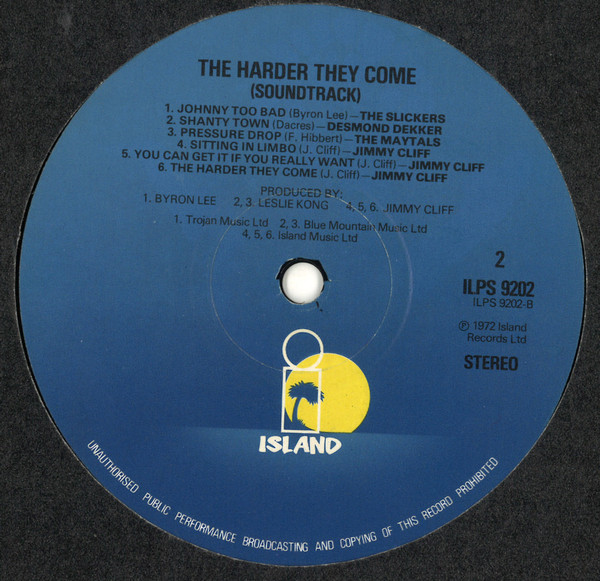 THE HARDER THEY COME
(SOUNDTRACK)
1. JOHNNY TOO BAD (Byron Lee) – THE SLICKERS
2. SHANTY TOWN (Dacres) – DESMOND DEKKER
3. PRESSURE DROP (F. Hibbert) – THE MAYTALS
4. SITTING IN LIMBO (J. Cliff) – JIMMY CLIFF
5. YOU CAN GET IT IF YOU REALLY WANT (J. Cliff) – JIMMY CLIFF
6. THE HARDER THEY COME (J. Cliff) – JIMMY CLIFF
PRODUCED BY:
1. BYRON LEE 2, 3. LESLIE KONG 4, 5, 6. JIMMY CLIFF
1. Trojan Music Ltd 2, 3. Blue Mountain Music Ltd
4, 5, 6. Island Music Ltd
2
ILPS 9202
ILPS 9202-B
℗ 1972 Island
Records Ltd
STEREO
ISLAND
UNAUTHORISED PUBLIC PERFORMANCE BROADCASTING AND COPYING OF THIS RECORD PROHIBITED